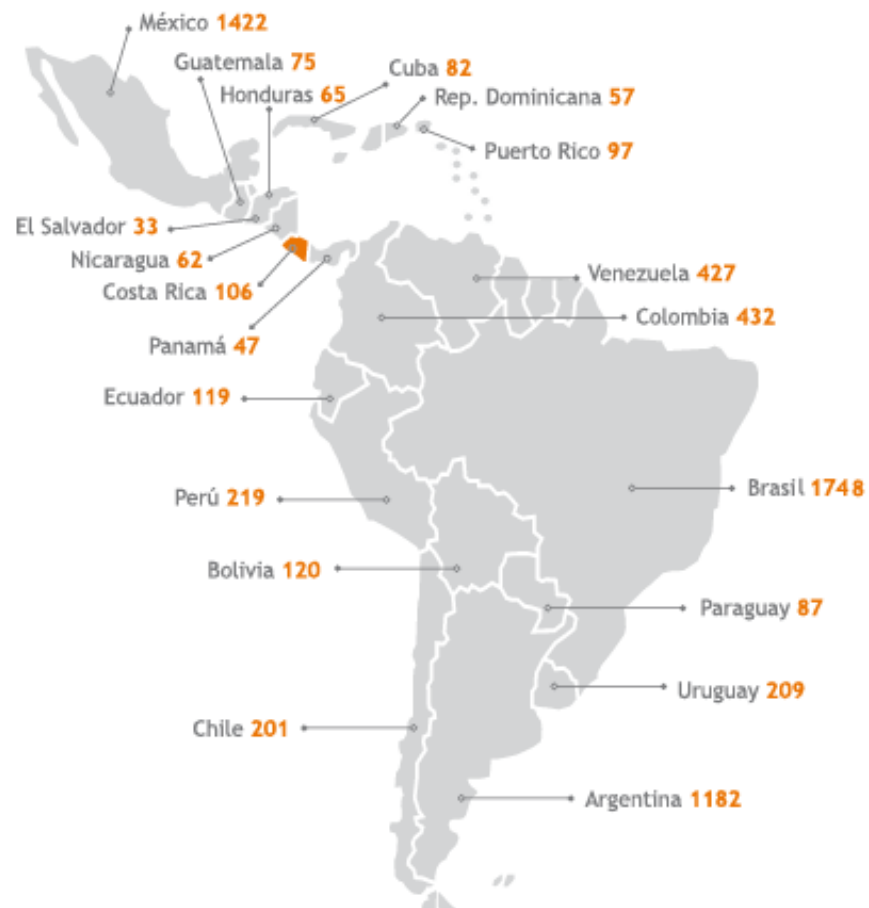 México 1422
Guatemala 75
Cuba 82
Honduras 65
Rep. Dominicana 57
Puerto Rico 97
El Salvador 33
Nicaragua 62
Costa Rica 106
Venezuela 427
Colombia 432
Panamá 47
Ecuador 119
Brasil 1748
Perú 219
Bolivia 120
Paraguay 87
Uruguay 209
Chile 201
Argentina 1182